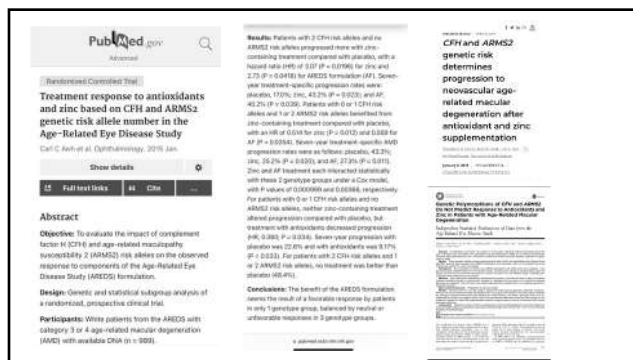 PubMed.gov
Advanced
Randomized Controlled Trial
Treatment response to antioxidants
and zinc based on CFH and ARMS2
genetic risk allele number in the
Age-Related Eye Disease Study
Carl C Awh et al. Ophthalmology. 2015 Jan.
Show details
Full text links
Cite
...
Abstract
Objective: To evaluate the impact of complement
factor H (CFH) and age-related maculopathy
susceptibility 2 (ARMS2) risk alleles on the observed
response to components of the Age-Related Eye
Disease Study (AREDS) formulation.
Design: Genetic and statistical subgroup analysis of
a randomized, prospective clinical trial.
Participants: White patients from the AREDS with
category 3 or 4 age-related macular degeneration
(AMD) with available DNA (n = 989).
Results: Patients with 2 CFH risk alleles and no
ARMS2 risk alleles progressed more with zinc-
containing treatment compared with placebo, with
a hazard ratio (HR) of 3.07 (P = 0.0196) for zinc and
2.73 (P = 0.0418) for AREDS formulation (AF). Seven-
year treatment-specific progression rates were:
placebo, 17.0%; zinc, 43.2% (P = 0.023); and AF,
40.2% (P = 0.039). Patients with 0 or 1 CFH risk
alleles and 1 or 2 ARMS2 risk alleles benefited from
zinc-containing treatment compared with placebo,
with an HR of 0.514 for zinc (P = 0.012) and 0.569 for
AF (P = 0.0254). Seven-year treatment-specific AMD
progression rates were as follows: placebo, 43.3%;
zinc, 25.2% (P = 0.020); and AF, 27.3% (P = 0.011).
Zinc and AF treatment each interacted statistically
with these 2 genotype groups under a Cox model,
with P values of 0.000999 and 0.00366, respectively.
For patients with 0 or 1 CFH risk alleles and no
ARMS2 risk alleles, neither zinc-containing treatment
altered progression compared with placebo, but
treatment with antioxidants decreased progression
(HR, 0.380; P = 0.034). Seven-year progression with
placebo was 22.6% and with antioxidants was 9.17%
(P = 0.033). For patients with 2 CFH risk alleles and 1
or 2 ARMS2 risk alleles, no treatment was better than
placebo (48.4%).
Conclusions: The benefit of the AREDS formulation
seems the result of a favorable response by patients
in only 1 genotype group, balanced by neutral or
unfavorable responses in 3 genotype groups.
pubmed.ncbi.nlm.nih.gov
CFH and ARMS2
genetic risk
determines
progression to
neovascular age-
related macular
degeneration after
antioxidant and zinc
supplementation
Genetic Polymorphisms of CFH and ARMS2
Do Not Predict Response to Antioxidants and
Zinc in Patients with Age-Related Macular
Degeneration